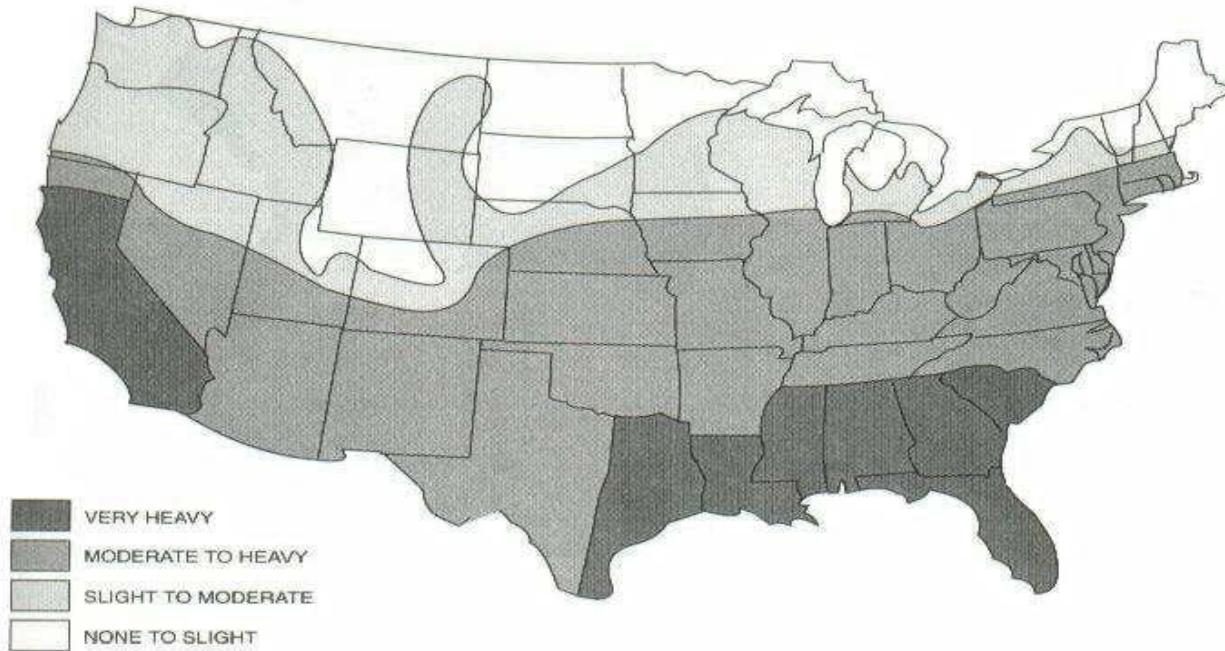 VERY HEAVY
MODERATE TO HEAVY
SLIGHT TO MODERATE
NONE TO SLIGHT